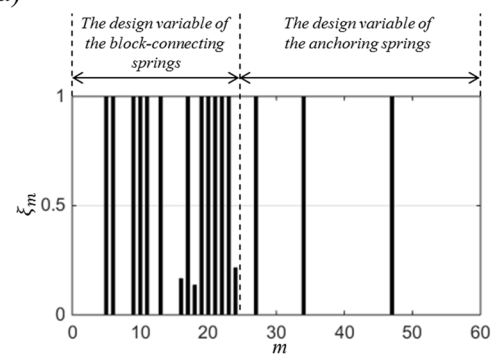 The design variable of
the block-connecting
springs
The design variable of
the anchoring springs
1
0.5
0
ξm
0 10 20 30 40 50 60
m